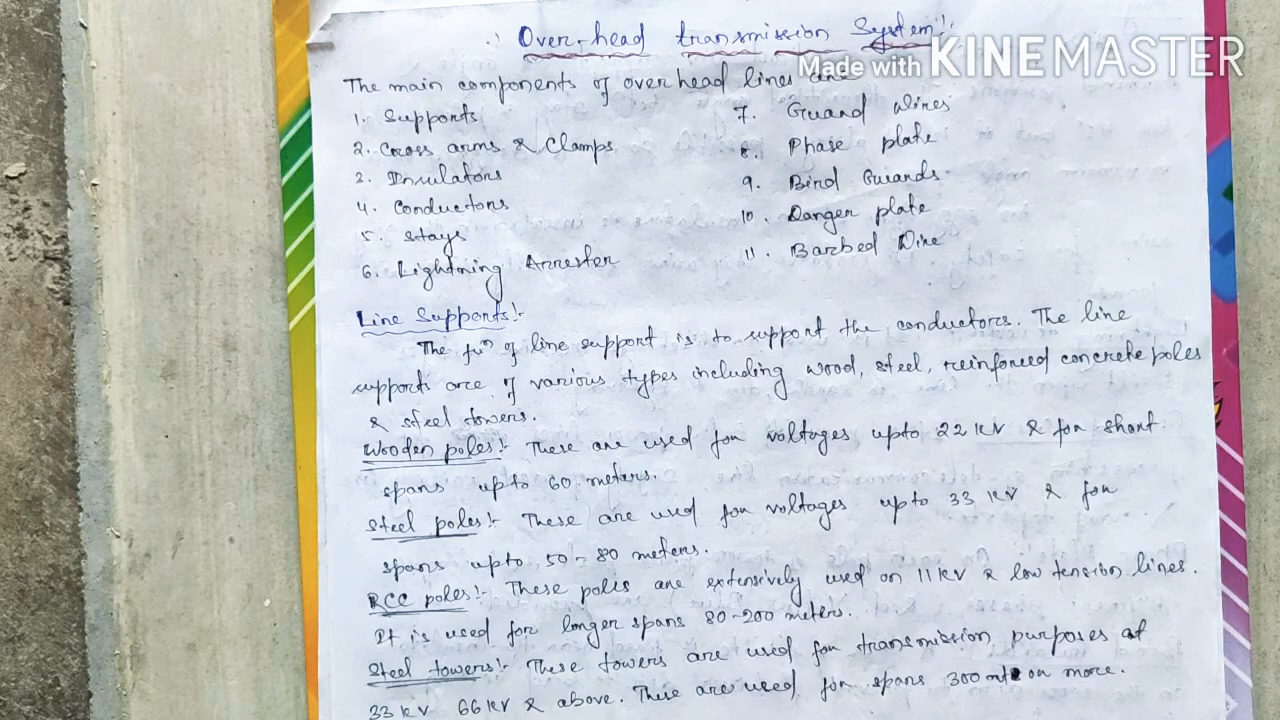 Over-head transmission System:-
Made with KINEMASTER
The main components of over head lines are
1. Supports
2. Cross arms & Clamps
3. Insulators
4. Conductors
5. Stays
6. Lightning Arrester
7. Guard Wires
8. Phase plate
9. Bird Guards
10. Danger plate
11. Barbed Wire
Line Supports:-
The fun of line support is to support the conductors. The line
supports are of various types including wood, steel, reinforced concrete poles
& steel towers.
Wooden poles:- These are used for voltages upto 22 KV & for short
spans upto 60 meters.
Steel poles:- These are used for voltages upto 33 KV & for
spans upto 50-80 meters.
RCC poles:- These poles are extensively used on 11 KV & low tension lines.
It is used for longer spans 80-200 meters.
Steel towers:- These towers are used for transmission purposes at
33 KV 66 KV & above. These are used for spans 300 mt or more.